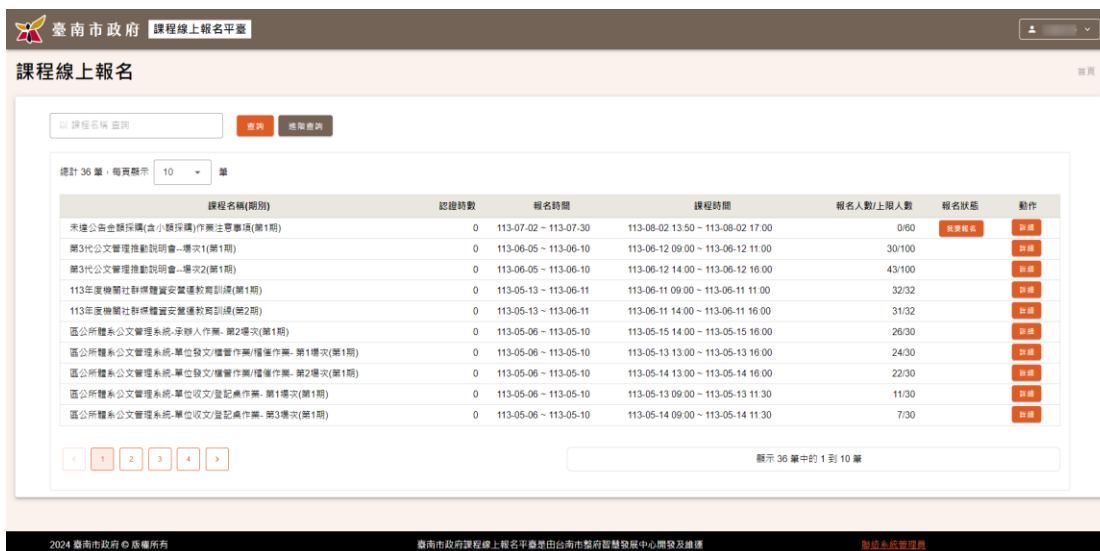 臺南市政府 課程線上報名平臺
課程線上報名
首頁
以 課程名稱 查詢 查詢 進階查詢
總計 36 筆，每頁顯示 10 筆
課程名稱(期別) 認證時數 報名時間 課程時間 報名人數/上限人數 報名狀態 動作
未達公告金額採購(含小額採購)作業注意事項(第1期) 0 113-07-02 ~ 113-07-30 113-08-02 13:50 ~ 113-08-02 17:00 0/60 我要報名 詳細
第3代公文管理推動說明會--場次1(第1期) 0 113-06-05 ~ 113-06-10 113-06-12 09:00 ~ 113-06-12 11:00 30/100 詳細
第3代公文管理推動說明會--場次2(第1期) 0 113-06-05 ~ 113-06-10 113-06-12 14:00 ~ 113-06-12 16:00 43/100 詳細
113年度機關社群媒體資安營運教育訓練(第1期) 0 113-05-13 ~ 113-06-11 113-06-11 09:00 ~ 113-06-11 11:00 32/32 詳細
113年度機關社群媒體資安營運教育訓練(第2期) 0 113-05-13 ~ 113-06-11 113-06-11 14:00 ~ 113-06-11 16:00 31/32 詳細
區公所體系公文管理系統-承辦人作業- 第2場次(第1期) 0 113-05-06 ~ 113-05-10 113-05-15 14:00 ~ 113-05-15 16:00 26/30 詳細
區公所體系公文管理系統-單位發文/檔管作業/稽催作業- 第1場次(第1期) 0 113-05-06 ~ 113-05-10 113-05-13 13:00 ~ 113-05-13 16:00 24/30 詳細
區公所體系公文管理系統-單位發文/檔管作業/稽催作業- 第2場次(第1期) 0 113-05-06 ~ 113-05-10 113-05-14 13:00 ~ 113-05-14 16:00 22/30 詳細
區公所體系公文管理系統-單位收文/登記桌作業- 第1場次(第1期) 0 113-05-06 ~ 113-05-10 113-05-13 09:00 ~ 113-05-13 11:30 11/30 詳細
區公所體系公文管理系統-單位收文/登記桌作業- 第3場次(第1期) 0 113-05-06 ~ 113-05-10 113-05-14 09:00 ~ 113-05-14 11:30 7/30 詳細
< 1 2 3 4 > 顯示 36 筆中的 1 到 10 筆
2024 臺南市政府 © 版權所有 臺南市政府課程線上報名平臺是由台南市政府智慧發展中心開發及維運 聯絡系統管理員